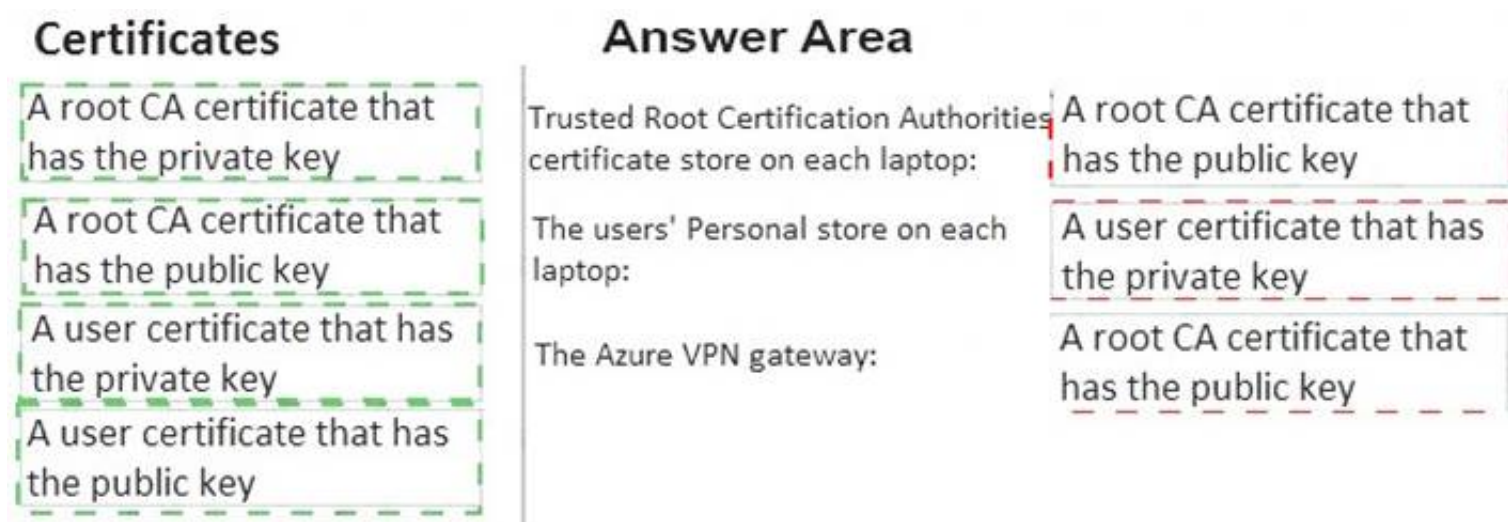 Certificates
A root CA certificate that
has the private key
A root CA certificate that
has the public key
A user certificate that has
the private key
A user certificate that has
the public key
Answer Area
Trusted Root Certification Authorities
certificate store on each laptop:
A root CA certificate that
has the public key
The users' Personal store on each
laptop:
A user certificate that has
the private key
The Azure VPN gateway:
A root CA certificate that
has the public key